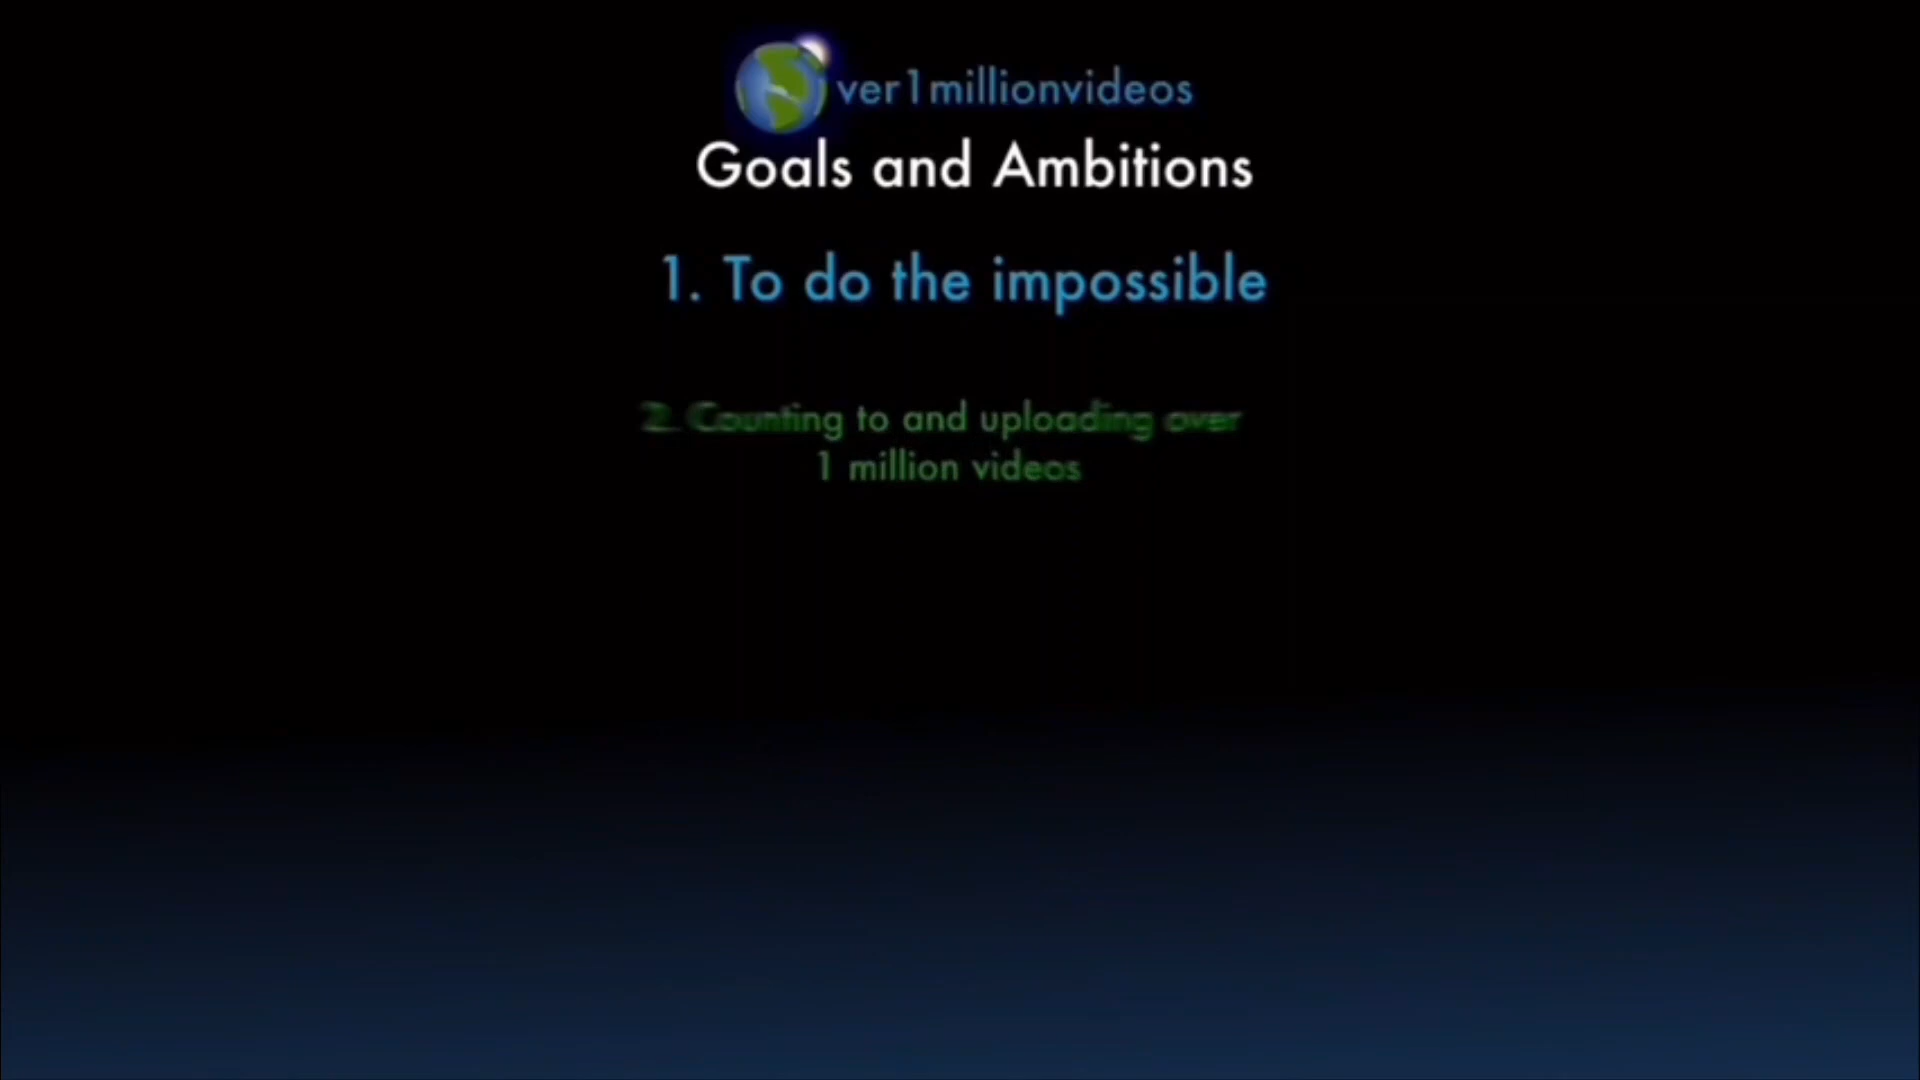 ver1millionvideos
Goals and Ambitions
1. To do the impossible
2. Counting to and uploading over
1 million videos